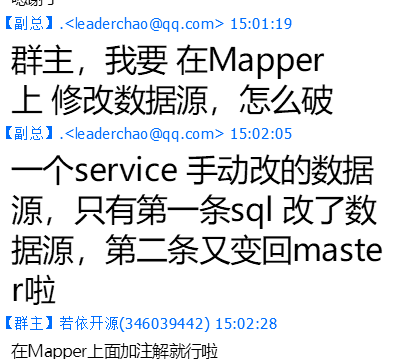 【副总】.<leaderchao@qq.com> 15:01:19
群主，我要 在Mapper
上 修改数据源，怎么破
【副总】.<leaderchao@qq.com> 15:02:05
一个service 手动改的数据
源，只有第一条sql 改了数
据源，第二条又变回maste
r啦
【群主】若依开源(346039442) 15:02:28
在Mapper上面加注解就行啦